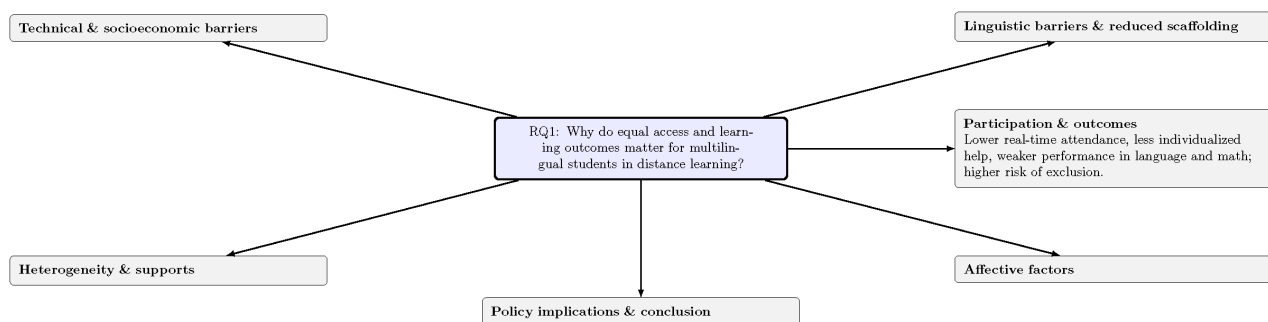 Technical & socioeconomic barriers
Linguistic barriers & reduced scaffolding
RQ1: Why do equal access and learn-
ing outcomes matter for multilin-
gual students in distance learning?
Participation & outcomes
Lower real-time attendance, less individualized
help, weaker performance in language and math;
higher risk of exclusion.
Heterogeneity & supports
Affective factors
Policy implications & conclusion